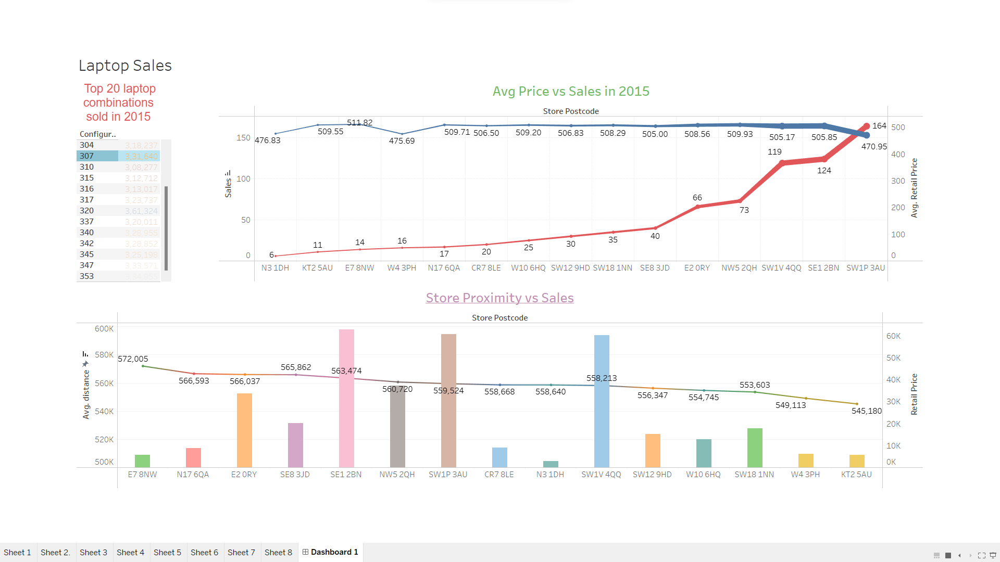 Laptop Sales
Top 20 laptop
combinations
sold in 2015
Configur..
304 3,18,237
307 3,31,640
310 3,08,277
315 3,12,712
316 3,13,017
317 3,23,737
320 3,61,324
337 3,20,011
340 3,28,955
342 3,28,852
345 3,25,198
347 3,33,571
353
Avg Price vs Sales in 2015
Store Postcode
Sales
150
100
50
0
476.83 509.55 511.82 475.69 509.71 506.50 509.20 506.83 508.29 505.00 508.56 509.93 505.17 505.85 470.95
6 11 14 16 17 20 25 30 35 40 66 73 119 124 164
500
400
300
200
100
0
Avg. Retail Price
N3 1DH KT2 5AU E7 8NW W4 3PH N17 6QA CR7 8LE W10 6HQ SW12 9HD SW18 1NN SE8 3JD E2 0RY NW5 2QH SW1V 4QQ SE1 2BN SW1P 3AU
Store Proximity vs Sales
Store Postcode
Avg. distance
600K
580K
560K
540K
520K
500K
572,005 566,593 566,037 565,862 563,474 560,720 559,524 558,668 558,640 558,213 556,347 554,745 553,603 549,113 545,180
60K
50K
40K
30K
20K
10K
0K
Retail Price
E7 8NW N17 6QA E2 0RY SE8 3JD SE1 2BN NW5 2QH SW1P 3AU CR7 8LE N3 1DH SW1V 4QQ SW12 9HD W10 6HQ SW18 1NN W4 3PH KT2 5AU
Sheet 1 Sheet 2. Sheet 3 Sheet 4 Sheet 5 Sheet 6 Sheet 7 Sheet 8 Dashboard 1